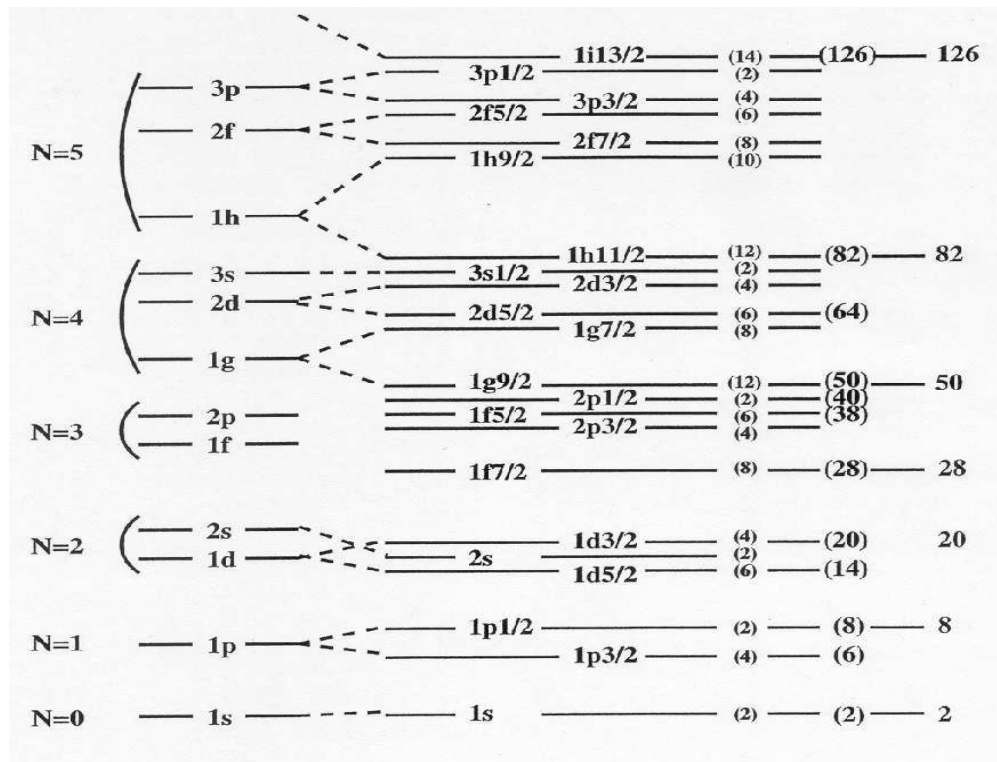 1i13/2 (14) (126) 126
3p1/2 (2)
3p 3p3/2 (4)
2f5/2 (6)
N=5 2f 2f7/2 (8)
1h9/2 (10)
1h
1h11/2 (12) (82) 82
3s 3s1/2 (2)
2d3/2 (4)
N=4 2d 2d5/2 (6) (64)
1g7/2 (8)
1g
1g9/2 (12) (50) 50
2p1/2 (2) (40)
2p 1f5/2 (6) (38)
N=3 2p3/2 (4)
1f
1f7/2 (8) (28) 28
2s
N=2 1d3/2 (4) (20) 20
1d 2s (2)
1d5/2 (6) (14)
1p1/2 (2) (8) 8
N=1 1p 1p3/2 (4) (6)
N=0 1s 1s (2) (2) 2